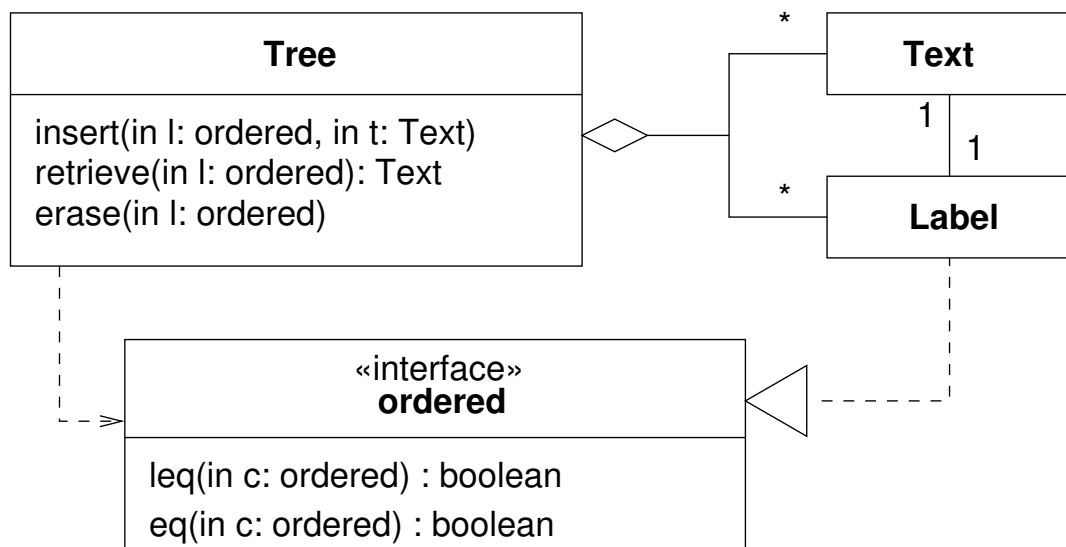 Tree
insert(in l: ordered, in t: Text)
retrieve(in l: ordered): Text
erase(in l: ordered)
*
Text
1
1
*
Label
«interface»
ordered
leq(in c: ordered) : boolean
eq(in c: ordered) : boolean